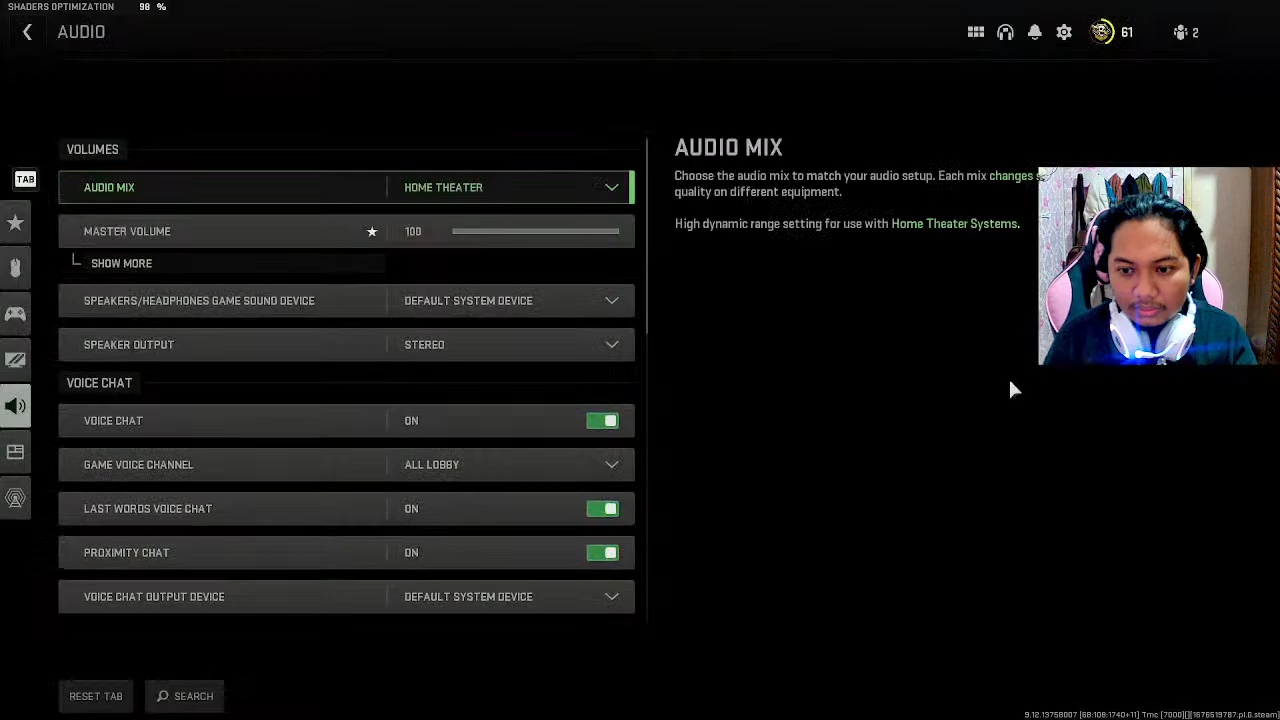 SHADERS OPTIMIZATION 98 %
AUDIO
61
2
VOLUMES
TAB
AUDIO MIX HOME THEATER
MASTER VOLUME 100
SHOW MORE
SPEAKERS/HEADPHONES GAME SOUND DEVICE DEFAULT SYSTEM DEVICE
SPEAKER OUTPUT STEREO
VOICE CHAT
VOICE CHAT ON
GAME VOICE CHANNEL ALL LOBBY
LAST WORDS VOICE CHAT ON
PROXIMITY CHAT ON
VOICE CHAT OUTPUT DEVICE DEFAULT SYSTEM DEVICE
RESET TAB SEARCH
AUDIO MIX
Choose the audio mix to match your audio setup. Each mix changes
quality on different equipment.
High dynamic range setting for use with Home Theater Systems.